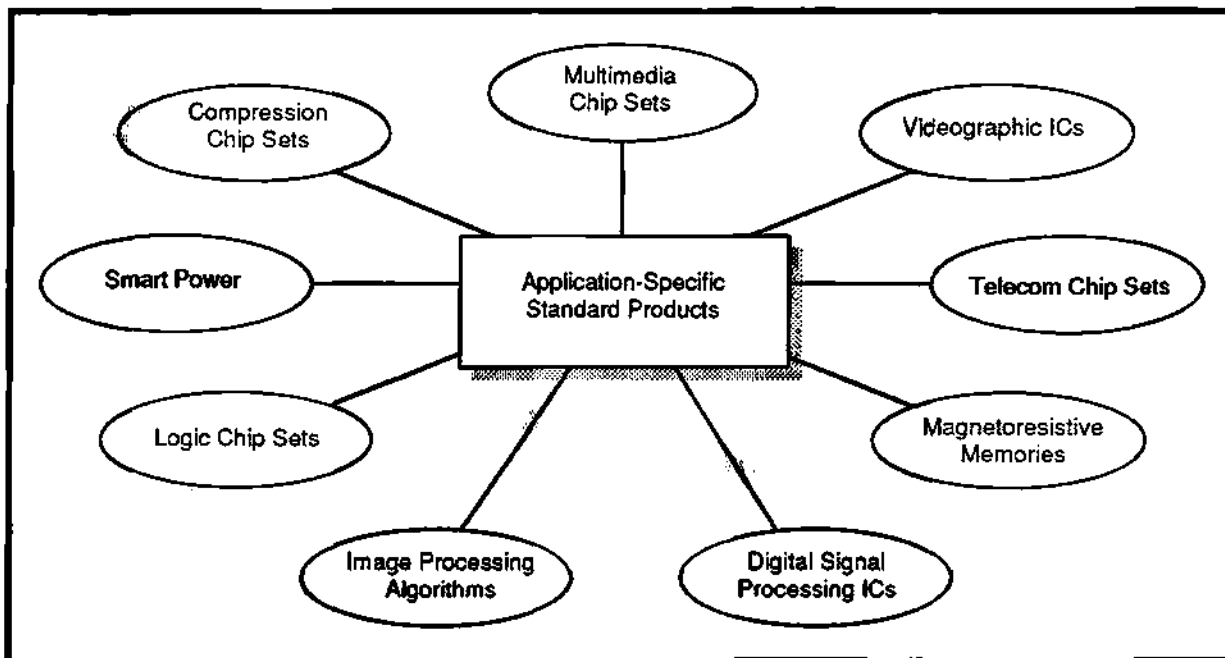 Multimedia
Chip Sets
Compression
Chip Sets
Videographic ICs
Smart Power
Application-Specific
Standard Products
Telecom Chip Sets
Logic Chip Sets
Magnetoresistive
Memories
Image Processing
Algorithms
Digital Signal
Processing ICs